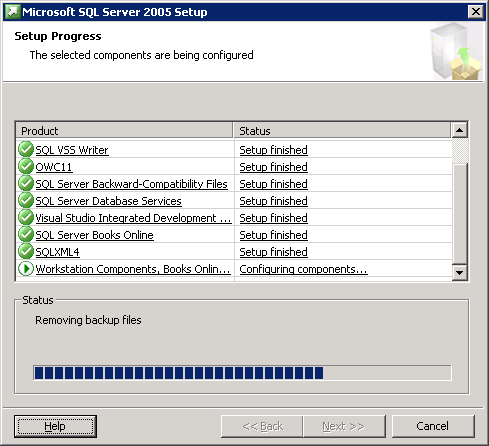 Microsoft SQL Server 2005 Setup
Setup Progress
The selected components are being configured
Product Status
SQL VSS Writer Setup finished
OWC11 Setup finished
SQL Server Backward-Compatibility Files Setup finished
SQL Server Database Services Setup finished
Visual Studio Integrated Development ... Setup finished
SQL Server Books Online Setup finished
SQLXML4 Setup finished
Workstation Components, Books Onlin... Configuring components...
Status
Removing backup files
Help << Back Next >> Cancel